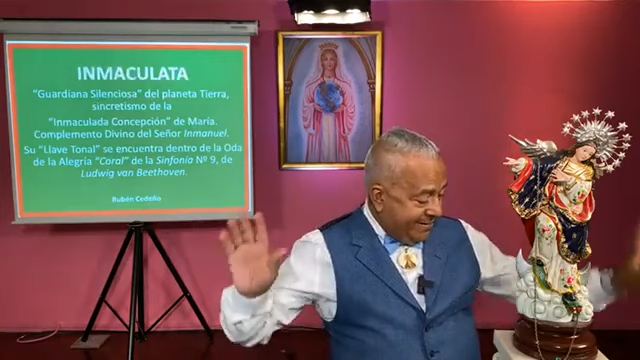 INMACULATA
“Guardiana Silenciosa” del planeta Tierra,
sincretismo de la
“Inmaculada Concepción” de María.
Complemento Divino del Señor Inmanuel.
Su “Llave Tonal” se encuentra dentro de la Oda
de la Alegría “Coral” de la Sinfonía Nº 9, de
Ludwig van Beethoven.
Rubén Cedeño